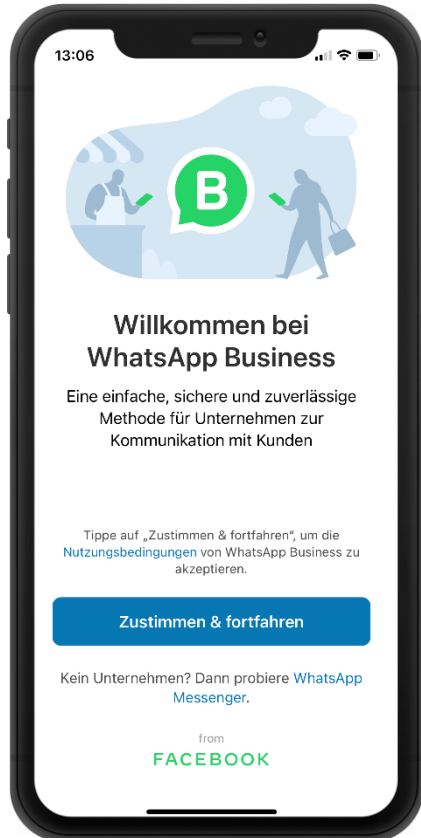 13:06
B
Willkommen bei
WhatsApp Business
Eine einfache, sichere und zuverlässige
Methode für Unternehmen zur
Kommunikation mit Kunden
Tippe auf „Zustimmen & fortfahren“, um die
Nutzungsbedingungen von WhatsApp Business zu
akzeptieren.
Zustimmen & fortfahren
Kein Unternehmen? Dann probiere WhatsApp
Messenger.
from
FACEBOOK